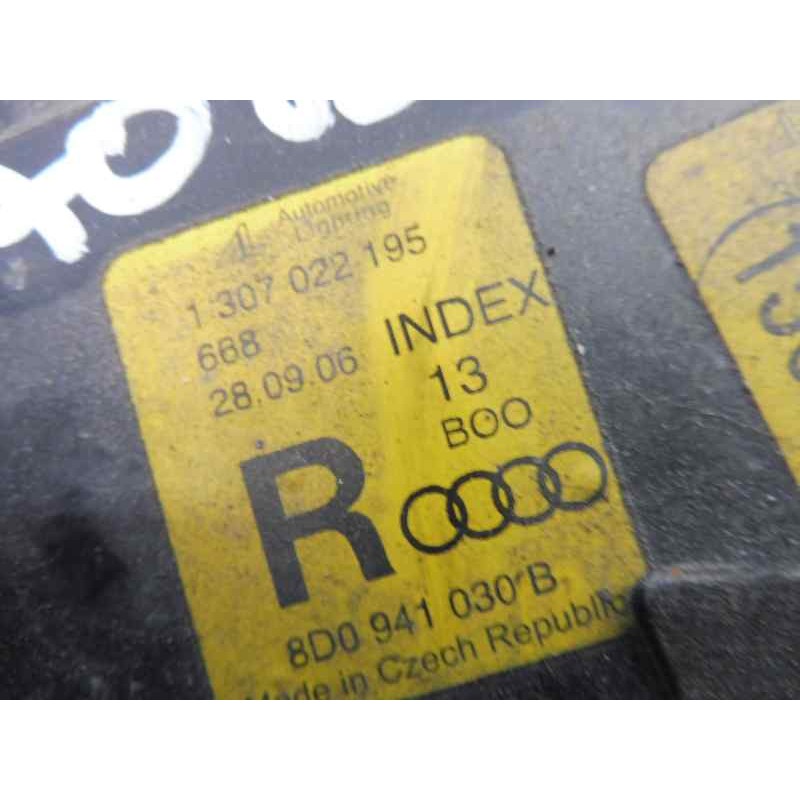 Automotive
Lighting
1 307 022 195
668
28.09.06
INDEX
13
BOO
R
8D0 941 030 B
Made in Czech Republic